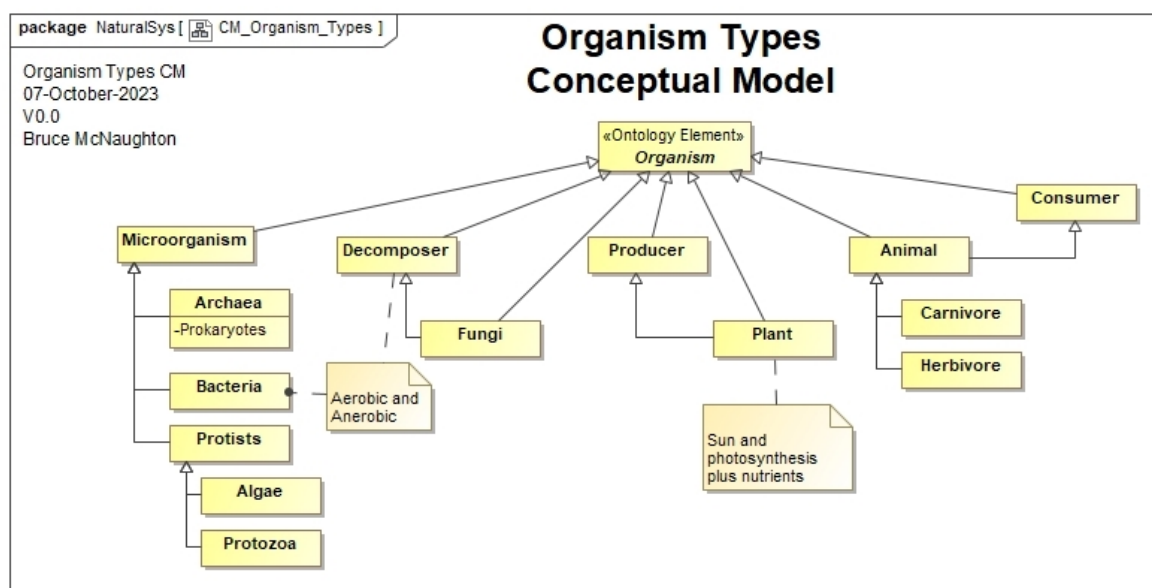 package NaturalSys [ CM_Organism_Types ]
Organism Types
Conceptual Model
Organism Types CM
07-October-2023
V0.0
Bruce McNaughton
«Ontology Element»
Organism
Consumer
Microorganism
Decomposer
Producer
Animal
Archaea
-Prokaryotes
Fungi
Plant
Carnivore
Herbivore
Bacteria
Aerobic and
Anerobic
Protists
Sun and
photosynthesis
plus nutrients
Algae
Protozoa